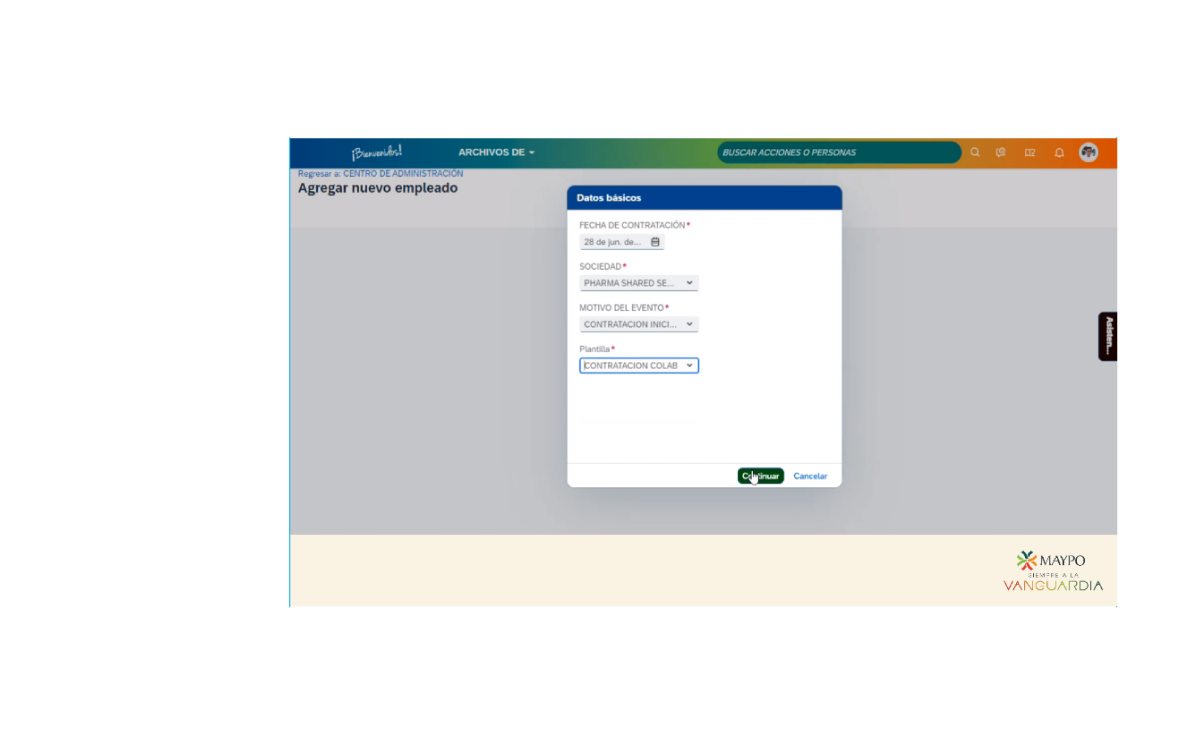 ¡Bienvenidos!
ARCHIVOS DE
BUSCAR ACCIONES O PERSONAS
Regresar a: CENTRO DE ADMINISTRACIÓN
Agregar nuevo empleado
Datos básicos
FECHA DE CONTRATACIÓN*
28 de jun. de...
SOCIEDAD*
PHARMA SHARED SE...
MOTIVO DEL EVENTO*
CONTRATACION INICI...
Plantilla*
CONTRATACION COLAB
Continuar
Cancelar
Asisten...
MAYPO
SIEMPRE A LA
VANGUARDIA